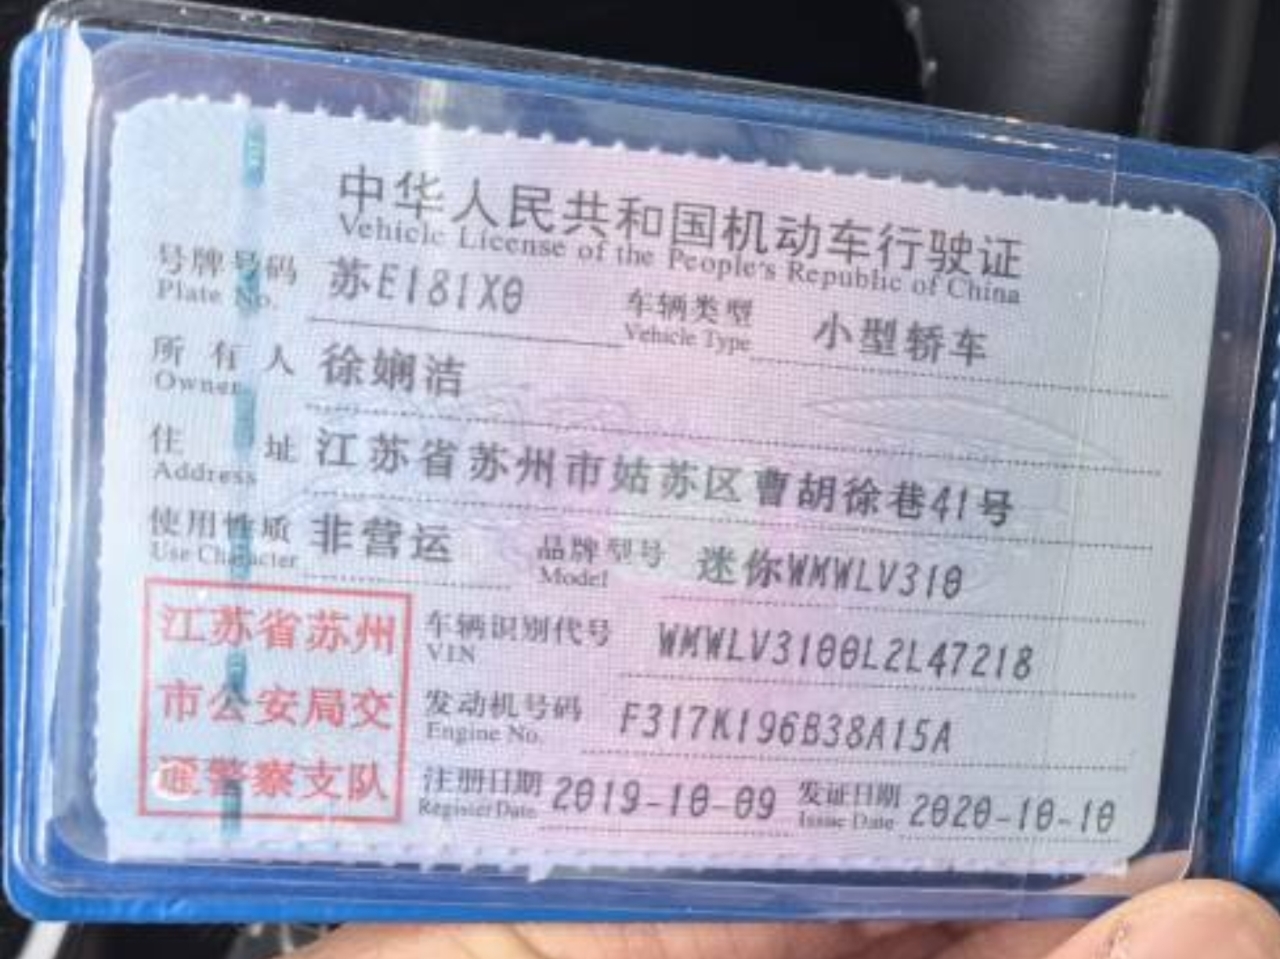 中华人民共和国机动车行驶证
Vehicle License of the People's Republic of China
号牌号码 苏E181X0 车辆类型 小型轿车
Plate No. Vehicle Type
所有人 徐娴洁
Owner
住址 江苏省苏州市姑苏区曹胡徐巷41号
Address
使用性质 非营运 品牌型号 迷你WMWLV310
Use Character Model
江苏省苏州
市公安局交
通警察支队
车辆识别代号 WMWLV3100L2L47218
VIN
发动机号码 F317K196B38A15A
Engine No.
注册日期 2019-10-09 发证日期 2020-10-10
Register Date Issue Date